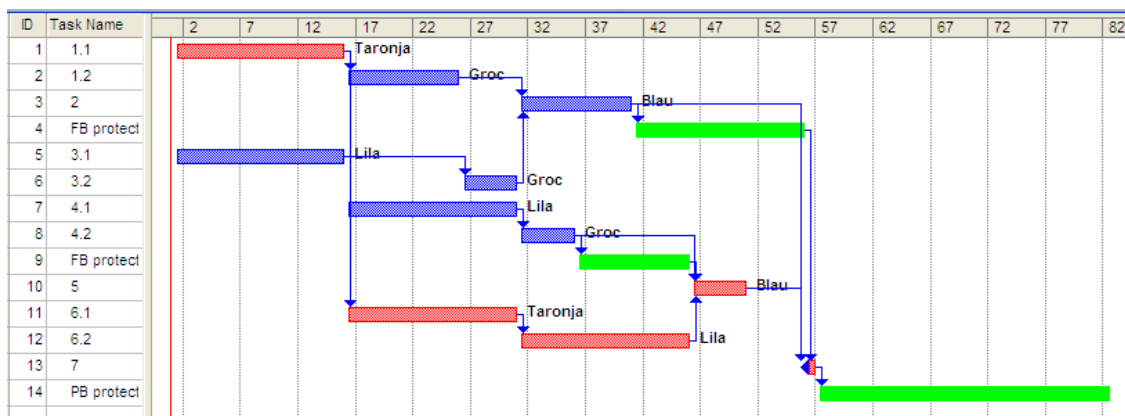 ID Task Name 2 7 12 17 22 27 32 37 42 47 52 57 62 67 72 77 82
1 1.1 Taronja
2 1.2 Groc
3 2 Blau
4 FB protect
5 3.1 Lila
6 3.2 Groc
7 4.1 Lila
8 4.2 Groc
9 FB protect
10 5 Blau
11 6.1 Taronja
12 6.2 Lila
13 7
14 PB protect